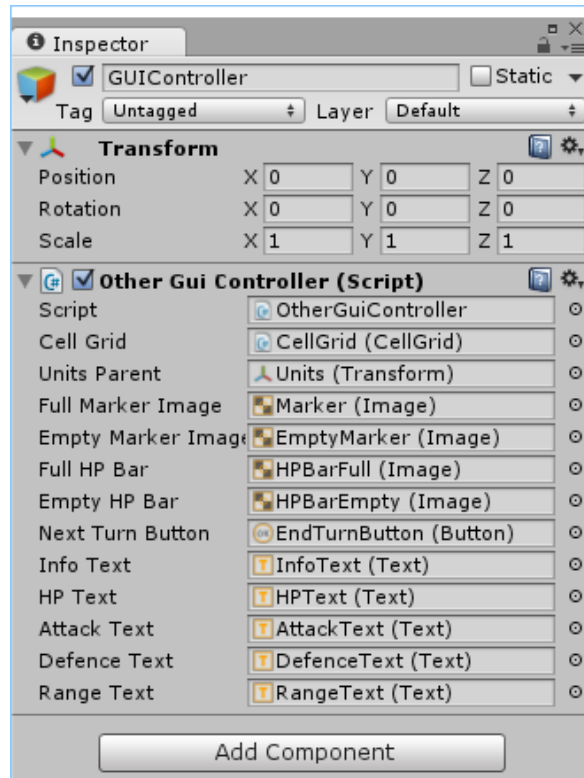 Inspector
GUIController Static
Tag Untagged Layer Default
Transform
Position X 0 Y 0 Z 0
Rotation X 0 Y 0 Z 0
Scale X 1 Y 1 Z 1
Other Gui Controller (Script)
Script OtherGuiController
Cell Grid CellGrid (CellGrid)
Units Parent Units (Transform)
Full Marker Image Marker (Image)
Empty Marker Image EmptyMarker (Image)
Full HP Bar HPBarFull (Image)
Empty HP Bar HPBarEmpty (Image)
Next Turn Button EndTurnButton (Button)
Info Text InfoText (Text)
HP Text HPText (Text)
Attack Text AttackText (Text)
Defence Text DefenceText (Text)
Range Text RangeText (Text)
Add Component